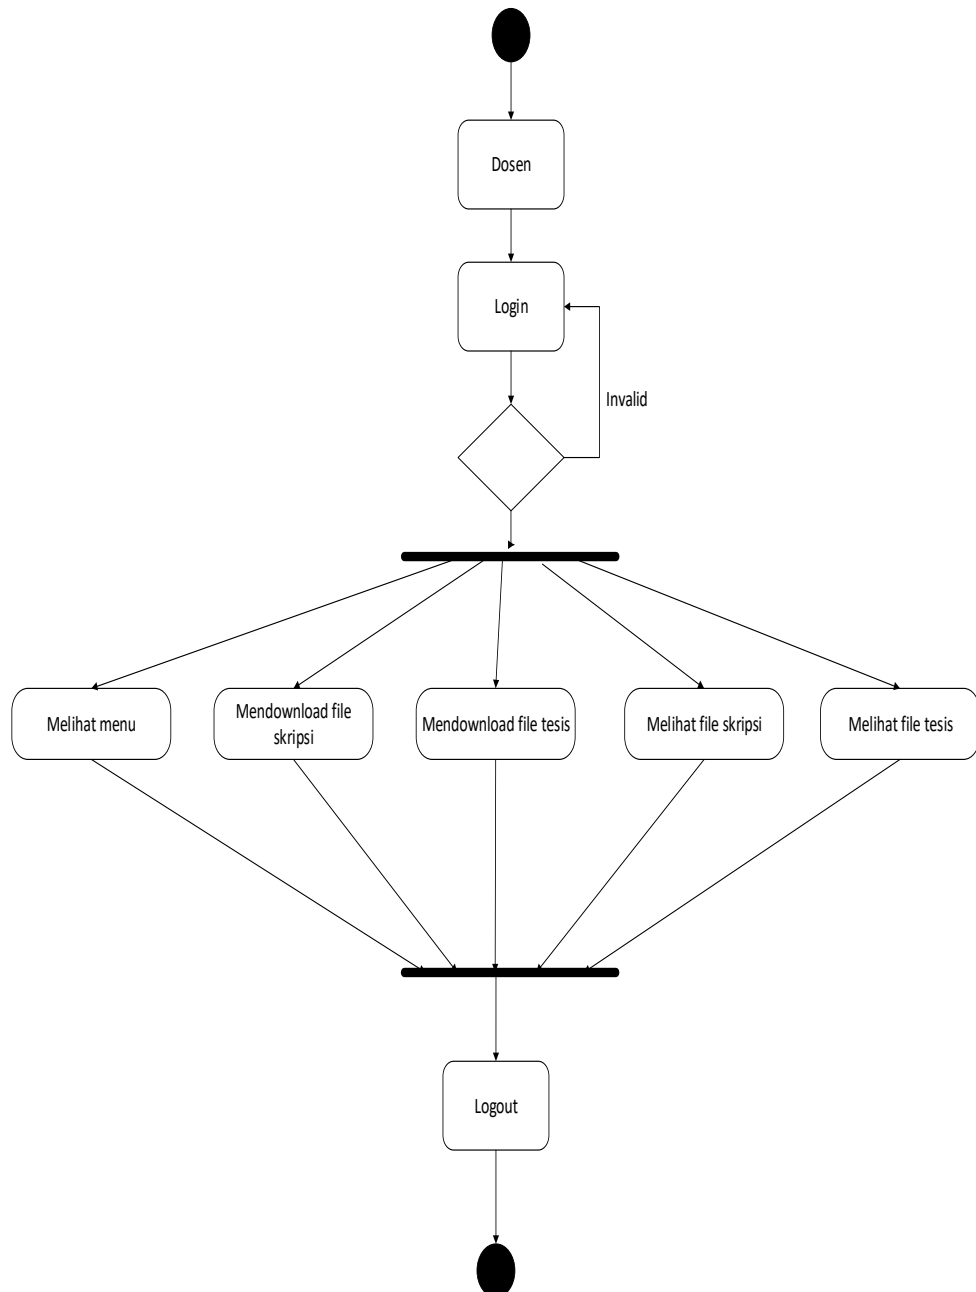 Dosen
Login
Invalid
Melihat menu
Mendownload file
skripsi
Mendownload file tesis
Melihat file skripsi
Melihat file tesis
Logout